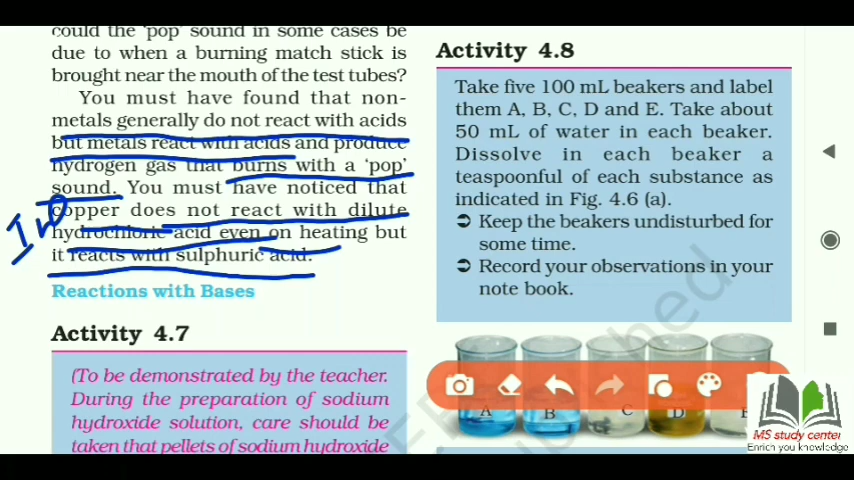 could the ‘pop’ sound in some cases be
due to when a burning match stick is
brought near the mouth of the test tubes?
You must have found that non-
metals generally do not react with acids
but metals react with acids and produce
hydrogen gas that burns with a ‘pop’
sound. You must have noticed that
copper does not react with dilute
hydrochloric acid even on heating but
it reacts with sulphuric acid.
Reactions with Bases
Activity 4.7
(To be demonstrated by the teacher.
During the preparation of sodium
hydroxide solution, care should be
taken that pellets of sodium hydroxide
Activity 4.8
Take five 100 mL beakers and label
them A, B, C, D and E. Take about
50 mL of water in each beaker.
Dissolve in each beaker a
teaspoonful of each substance as
indicated in Fig. 4.6 (a).
➲ Keep the beakers undisturbed for
some time.
➲ Record your observations in your
note book.
A B C D E
MS study center
Enrich you knowledge